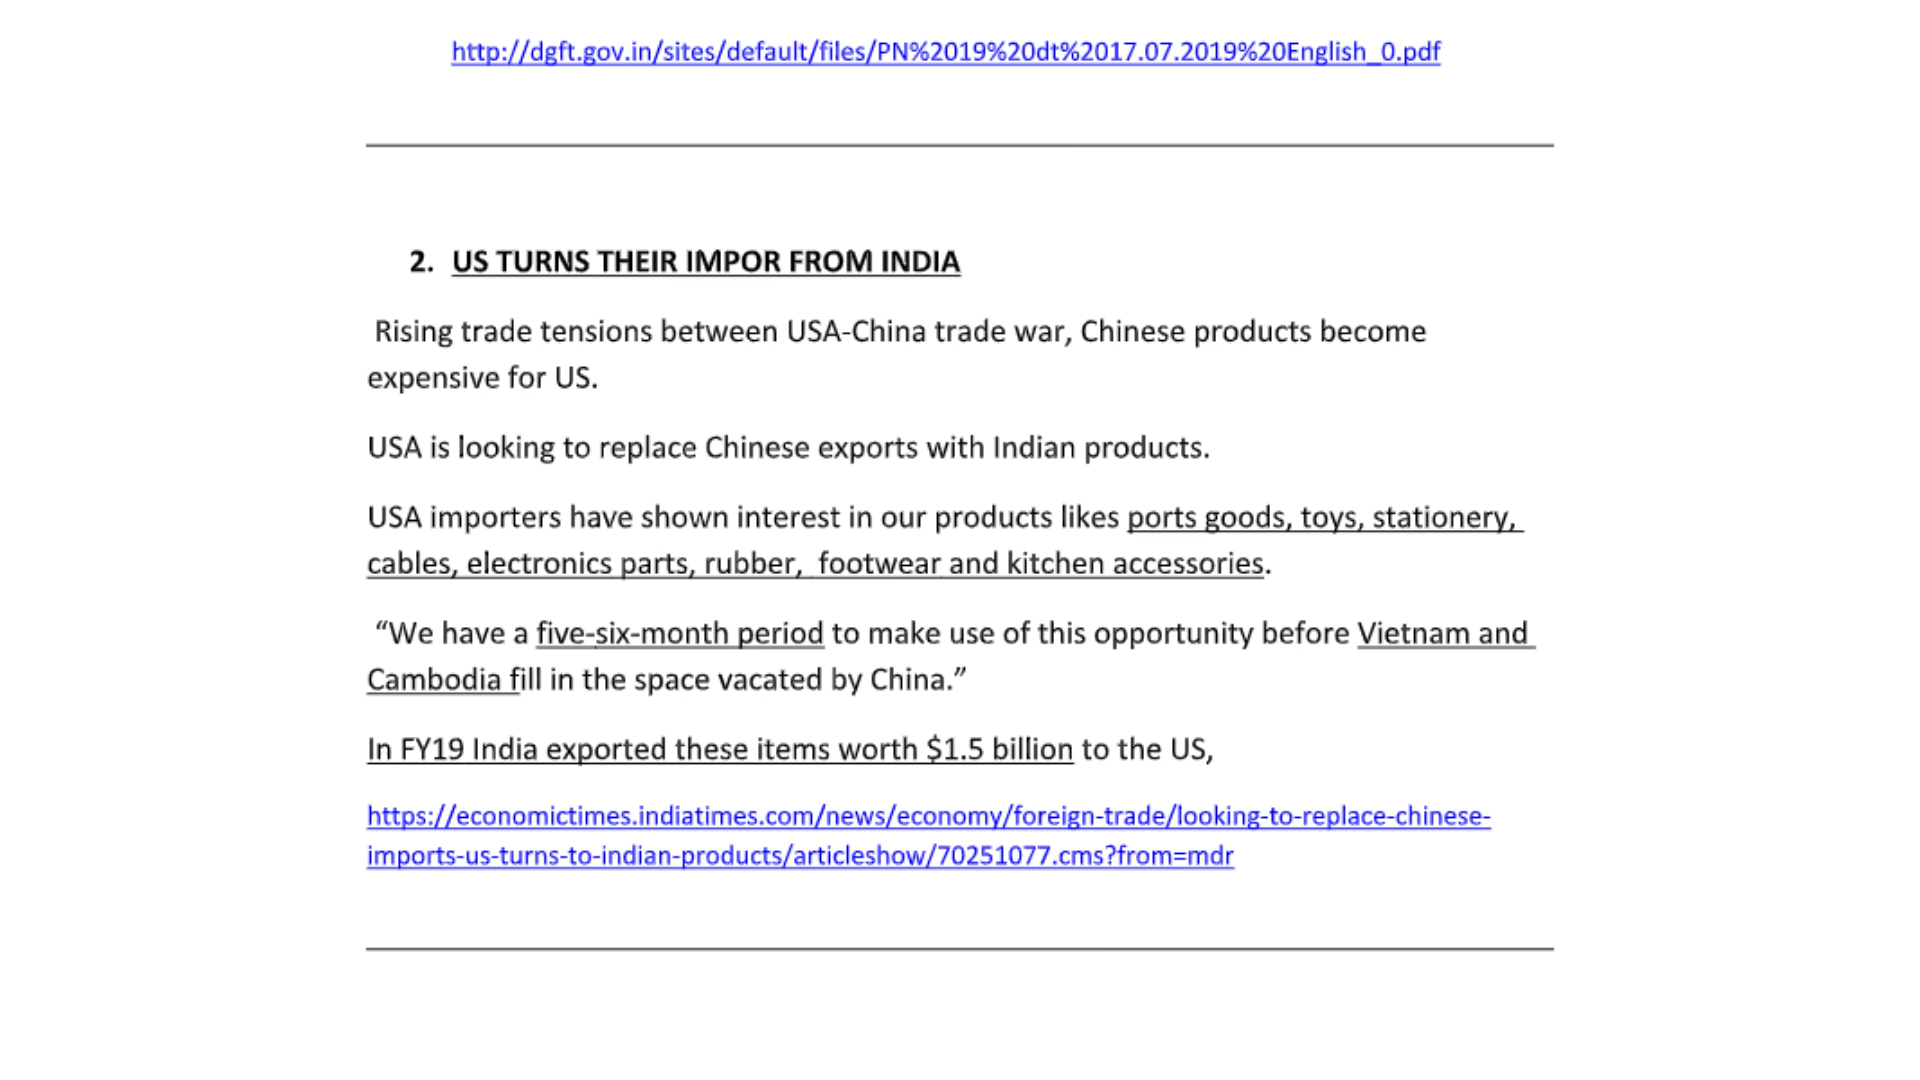 http://dgft.gov.in/sites/default/files/PN%2019%20dt%2017.07.2019%20English_0.pdf
2. US TURNS THEIR IMPOR FROM INDIA
Rising trade tensions between USA-China trade war, Chinese products become
expensive for US.
USA is looking to replace Chinese exports with Indian products.
USA importers have shown interest in our products likes ports goods, toys, stationery,
cables, electronics parts, rubber,  footwear and kitchen accessories.
“We have a five-six-month period to make use of this opportunity before Vietnam and
Cambodia fill in the space vacated by China.”
In FY19 India exported these items worth $1.5 billion to the US,
https://economictimes.indiatimes.com/news/economy/foreign-trade/looking-to-replace-chinese-
imports-us-turns-to-indian-products/articleshow/70251077.cms?from=mdr